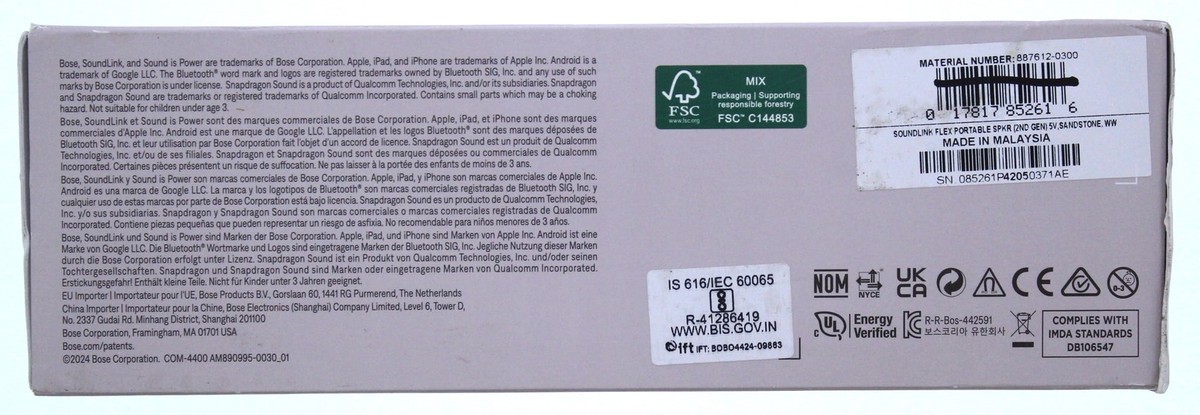 Bose, SoundLink, and Sound is Power are trademarks of Bose Corporation. Apple, iPad, and iPhone are trademarks of Apple Inc. Android is a
trademark of Google LLC. The Bluetooth® word mark and logos are registered trademarks owned by Bluetooth SIG, Inc. and any use of such
marks by Bose Corporation is under license. Snapdragon Sound is a product of Qualcomm Technologies, Inc. and/or its subsidiaries. Snapdragon
and Snapdragon Sound are trademarks or registered trademarks of Qualcomm Incorporated. Contains small parts which may be a choking
hazard. Not suitable for children under age 3.
Bose, SoundLink et Sound is Power sont des marques commerciales de Bose Corporation. Apple, iPad, et iPhone sont des marques
commerciales d'Apple Inc. Android est une marque de Google LLC. L'appellation et les logos Bluetooth® sont des marques déposées de
Bluetooth SIG, Inc. et leur utilisation par Bose Corporation fait l'objet d'un accord de licence. Snapdragon Sound est un produit de Qualcomm
Technologies, Inc. et/ou de ses filiales. Snapdragon et Snapdragon Sound sont des marques déposées ou commerciales de Qualcomm
Incorporated. Certaines pièces présentent un risque de suffocation. Ne pas laisser à la portée des enfants de moins de 3 ans.
Bose, SoundLink y Sound is Power son marcas comerciales de Bose Corporation. Apple, iPad, y iPhone son marcas comerciales de Apple Inc.
Android es una marca de Google LLC. La marca y los logotipos de Bluetooth® son marcas comerciales registradas de Bluetooth SIG, Inc. y
cualquier uso de estas marcas por parte de Bose Corporation está bajo licencia. Snapdragon Sound es un producto de Qualcomm Technologies,
Inc. y/o sus subsidiarias. Snapdragon y Snapdragon Sound son marcas comerciales o marcas comerciales registradas de Qualcomm
Incorporated. Contiene piezas pequeñas que pueden representar un riesgo de asfixia. No recomendable para niños menores de 3 años.
Bose, SoundLink und Sound is Power sind Marken der Bose Corporation. Apple, iPad, und iPhone sind Marken von Apple Inc. Android ist eine
Marke von Google LLC. Die Bluetooth® Wortmarke und Logos sind eingetragene Marken der Bluetooth SIG, Inc. Jegliche Nutzung dieser Marken
durch die Bose Corporation erfolgt unter Lizenz. Snapdragon Sound ist ein Produkt von Qualcomm Technologies, Inc. und/oder seinen
Tochtergesellschaften. Snapdragon und Snapdragon Sound sind Marken oder eingetragene Marken von Qualcomm Incorporated.
Erstickungsgefahr! Enthält kleine Teile. Nicht für Kinder unter 3 Jahren geeignet.
EU Importer | Importateur pour l'UE, Bose Products B.V., Gorslaan 60, 1441 RG Purmerend, The Netherlands
China Importer | Importateur pour la Chine, Bose Electronics (Shanghai) Company Limited, Level 6, Tower D,
No. 2337 Gudai Rd. Minhang District, Shanghai 201100
Bose Corporation, Framingham, MA 01701 USA
Bose.com/patents.
©2024 Bose Corporation. COM-4400 AM890995-0030_01
FSC
www.fsc.org
MIX
Packaging | Supporting
responsible forestry
FSC™ C144853
MATERIAL NUMBER: 887612-0300
0 17817 85261 6
SOUNDLINK FLEX PORTABLE SPKR (2ND GEN) 5V, SANDSTONE, WW
MADE IN MALAYSIA
SN 085261P42050371AE
IS 616/IEC 60065
R-41286419
WWW.BIS.GOV.IN
ift IFT: BOBO4424-09863
NOM NYCE UK CA CE 0-3
c UL US Energy Verified
R-R-Bos-442591
보스코리아 유한회사
COMPLIES WITH
IMDA STANDARDS
DB106547